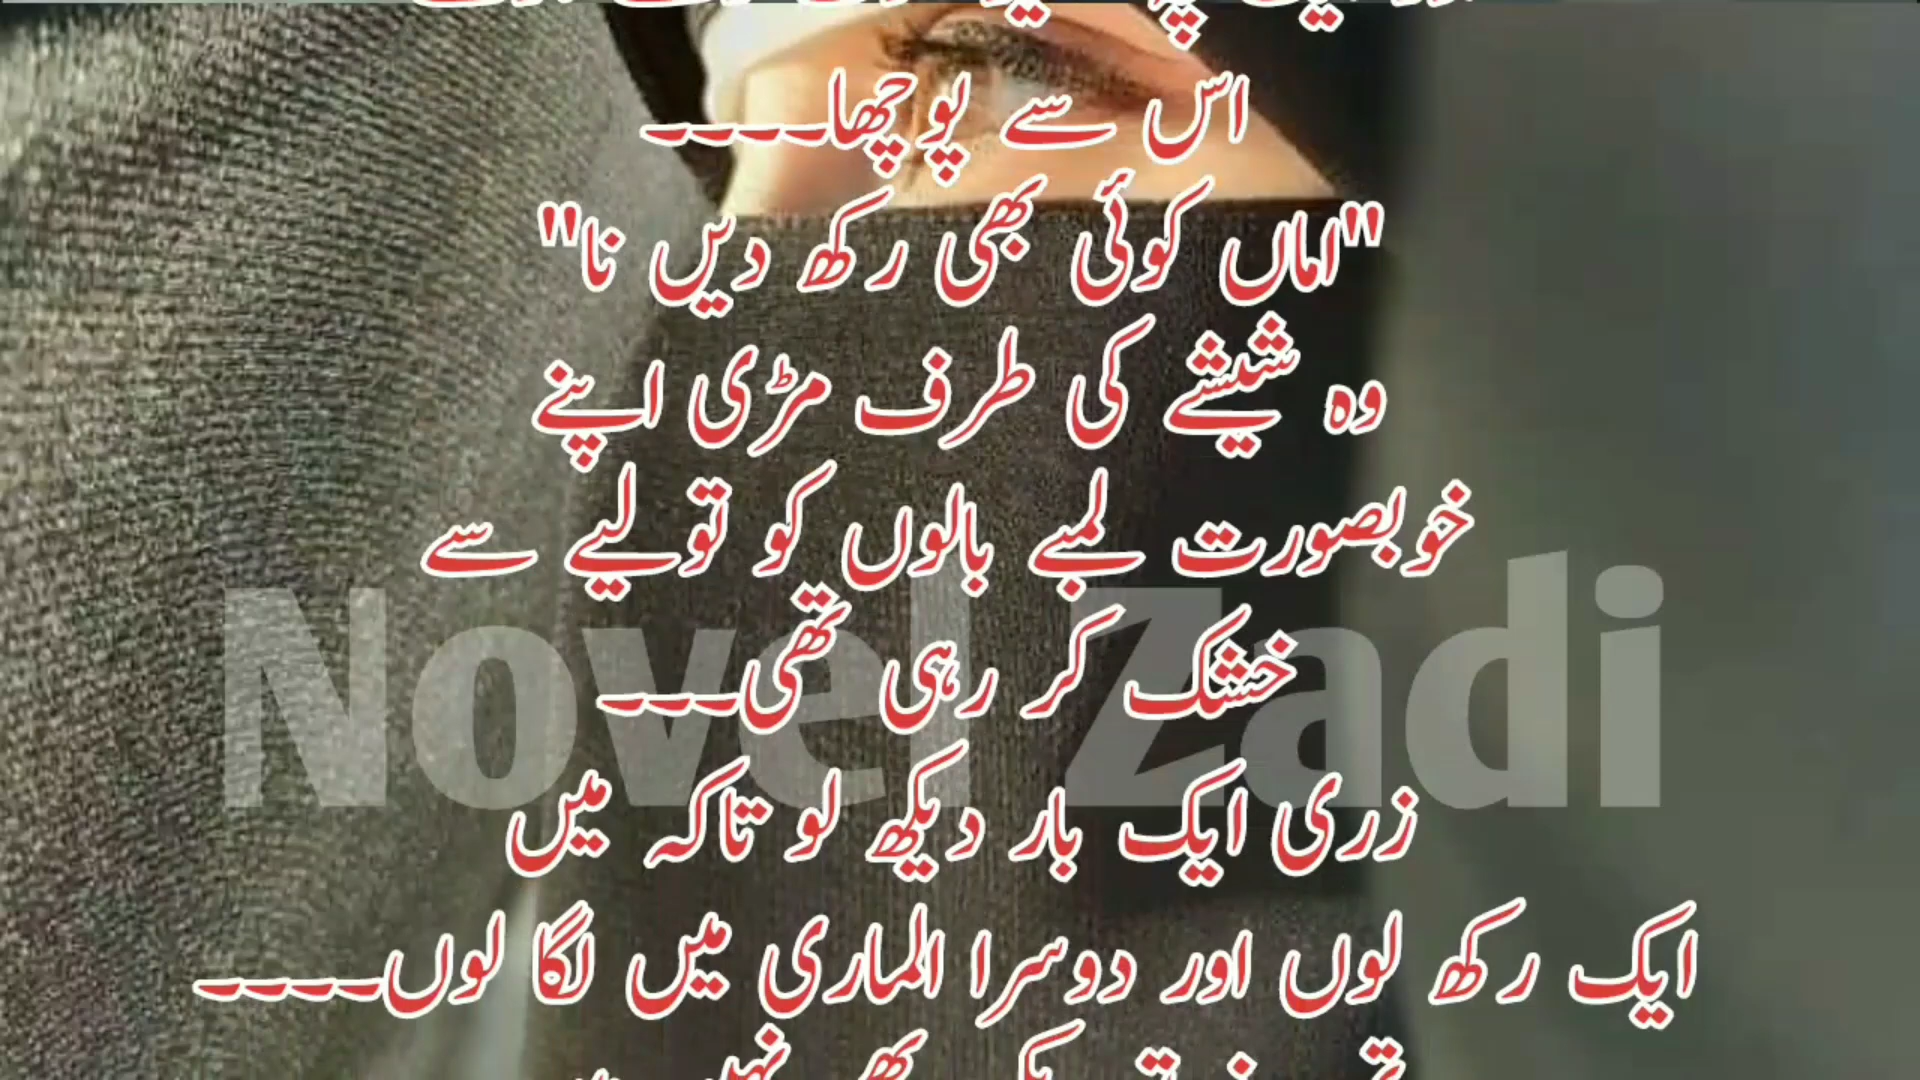 اس سے پوچھا۔۔۔۔
"اماں کوئی بھی رکھ دیں نا"
وہ شیشے کی طرف مڑی اپنے
خوبصورت لمبے بالوں کو تولیے سے
خشک کر رہی تھی۔۔۔
Novel Zadi
زری ایک بار دیکھ لو تاکہ میں
ایک رکھ لوں اور دوسرا الماری میں لگا لوں۔۔۔۔